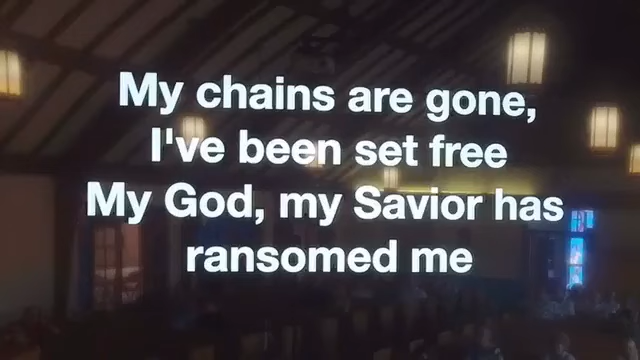 My chains are gone,
I've been set free
My God, my Savior has
ransomed me